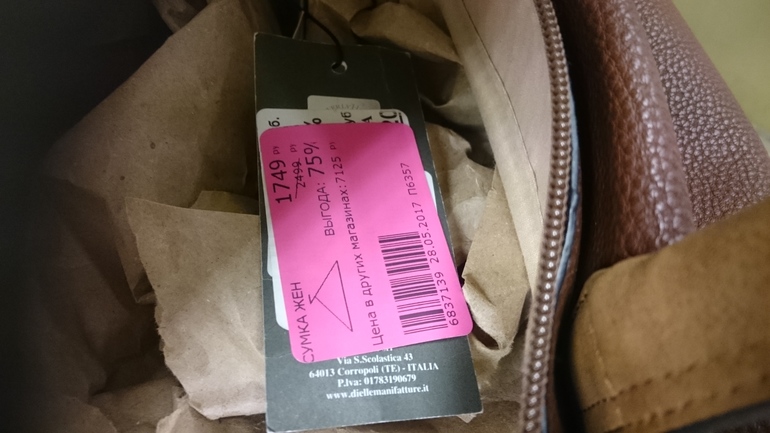 СУМКА ЖЕН
1749
2499
ВЫГОДА: 75%
Цена в других магазинах: 7125
6837139 28.05.2017 П6357
Via S.Scolastica 43
64013 Corropoli (TE) - ITALIA
P.Iva: 01783190679
www.diellemanifatture.it